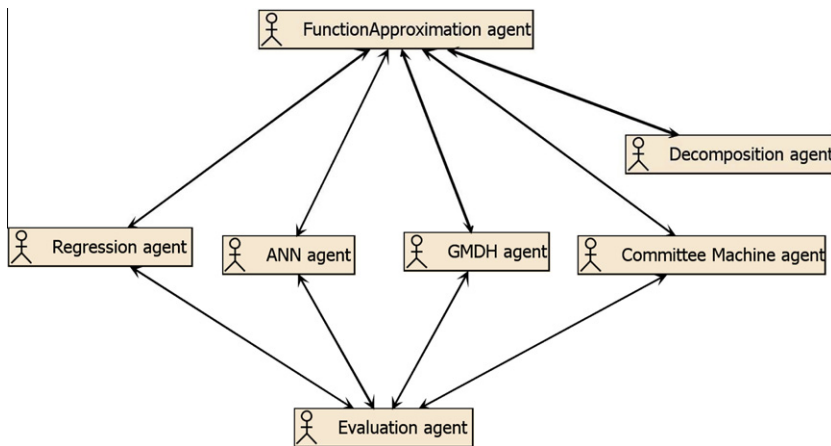 FunctionApproximation agent
Decomposition agent
Regression agent
ANN agent
GMDH agent
Committee Machine agent
Evaluation agent